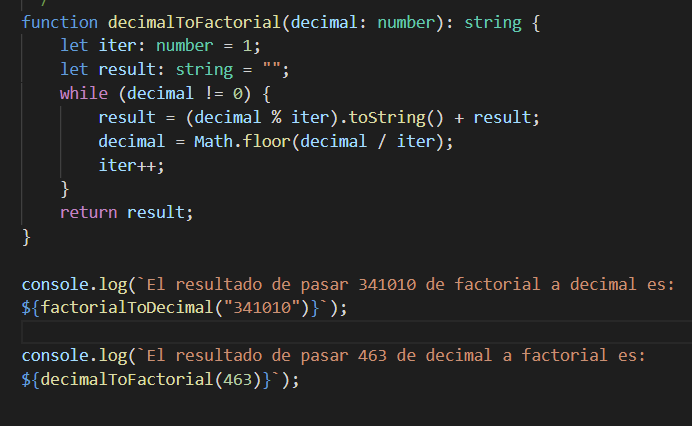 /
function decimalToFactorial(decimal: number): string {
    let iter: number = 1;
    let result: string = "";
    while (decimal != 0) {
        result = (decimal % iter).toString() + result;
        decimal = Math.floor(decimal / iter);
        iter++;
    }
    return result;
}
console.log(`El resultado de pasar 341010 de factorial a decimal es:
${factorialToDecimal("341010")}`);
console.log(`El resultado de pasar 463 de decimal a factorial es:
${decimalToFactorial(463)}`);